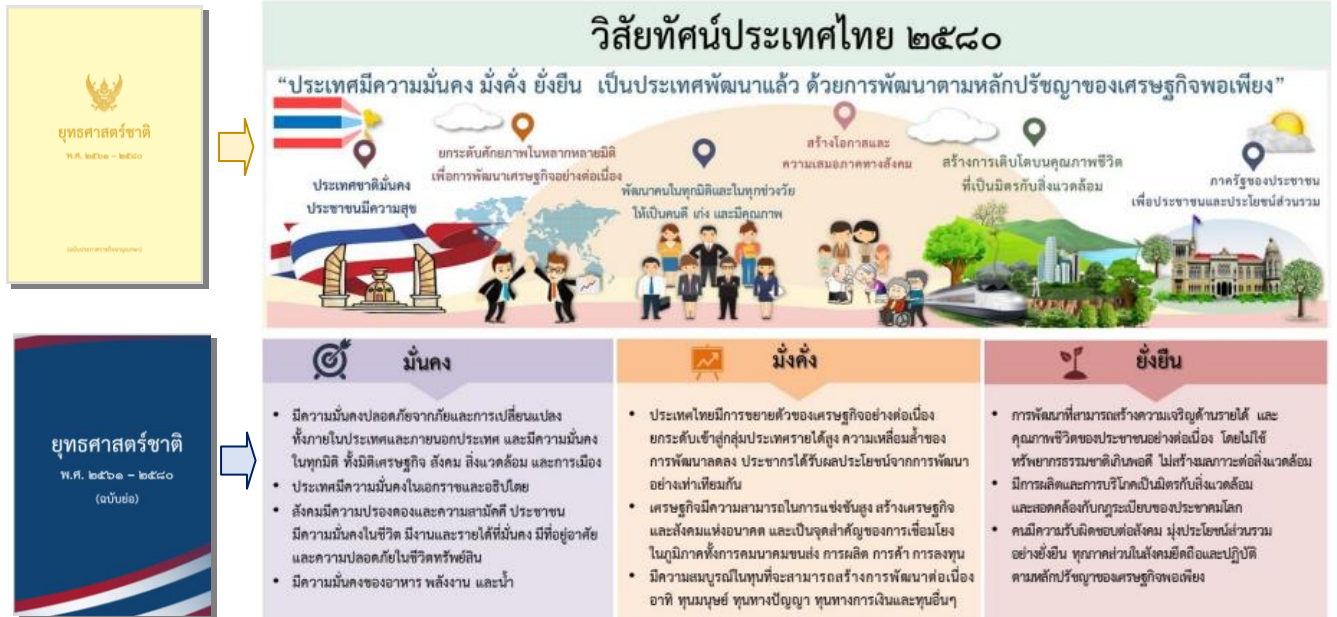 ยุทธศาสตร์ชาติ
พ.ศ. ๒๕๖๑ - ๒๕๘๐
(ฉบับประกาศราชกิจจานุเบกษา)
ยุทธศาสตร์ชาติ
พ.ศ. ๒๕๖๑ - ๒๕๘๐
(ฉบับย่อ)
วิสัยทัศน์ประเทศไทย ๒๕๘๐
“ประเทศมีความมั่นคง มั่งคั่ง ยั่งยืน เป็นประเทศพัฒนาแล้ว ด้วยการพัฒนาตามหลักปรัชญาของเศรษฐกิจพอเพียง”
ประเทศชาติมั่นคง
ประชาชนมีความสุข
ยกระดับศักยภาพในหลากหลายมิติ
เพื่อการพัฒนาเศรษฐกิจอย่างต่อเนื่อง
พัฒนาคนในทุกมิติและในทุกช่วงวัย
ให้เป็นคนดี เก่ง และมีคุณภาพ
สร้างโอกาสและ
ความเสมอภาคทางสังคม
สร้างการเติบโตบนคุณภาพชีวิต
ที่เป็นมิตรกับสิ่งแวดล้อม
ภาครัฐของประชาชน
เพื่อประชาชนและประโยชน์ส่วนรวม
มั่นคง
• มีความมั่นคงปลอดภัยจากภัยและการเปลี่ยนแปลง
ทั้งภายในประเทศและภายนอกประเทศ และมีความมั่นคง
ในทุกมิติ ทั้งมิติเศรษฐกิจ สังคม สิ่งแวดล้อม และการเมือง
• ประเทศมีความมั่นคงในเอกราชและอธิปไตย
• สังคมมีความปรองดองและความสามัคคี ประชาชน
มีความมั่นคงในชีวิต มีงานและรายได้ที่มั่นคง มีที่อยู่อาศัย
และความปลอดภัยในชีวิตทรัพย์สิน
• มีความมั่นคงของอาหาร พลังงาน และน้ำ
มั่งคั่ง
• ประเทศไทยมีการขยายตัวของเศรษฐกิจอย่างต่อเนื่อง
ยกระดับเข้าสู่กลุ่มประเทศรายได้สูง ความเหลื่อมล้ำของ
การพัฒนาลดลง ประชากรได้รับผลประโยชน์จากการพัฒนา
อย่างเท่าเทียมกัน
• เศรษฐกิจมีความสามารถในการแข่งขันสูง สร้างเศรษฐกิจ
และสังคมแห่งอนาคต และเป็นจุดสำคัญของการเชื่อมโยง
ในภูมิภาคทั้งการคมนาคมขนส่ง การผลิต การค้า การลงทุน
• มีความสมบูรณ์ในทุนที่จะสามารถสร้างการพัฒนาต่อเนื่อง
อาทิ ทุนมนุษย์ ทุนทางปัญญา ทุนทางการเงินและทุนอื่นๆ
ยั่งยืน
• การพัฒนาที่สามารถสร้างความเจริญด้านรายได้ และ
คุณภาพชีวิตของประชาชนอย่างต่อเนื่อง โดยไม่ใช้
ทรัพยากรธรรมชาติเกินพอดี ไม่สร้างมลภาวะต่อสิ่งแวดล้อม
• มีการผลิตและการบริโภคเป็นมิตรกับสิ่งแวดล้อม
และสอดคล้องกับกฎระเบียบของประชาคมโลก
• คนมีความรับผิดชอบต่อสังคม มุ่งประโยชน์ส่วนรวม
อย่างยั่งยืน ทุกภาคส่วนในสังคมยึดถือและปฏิบัติ
ตามหลักปรัชญาของเศรษฐกิจพอเพียง